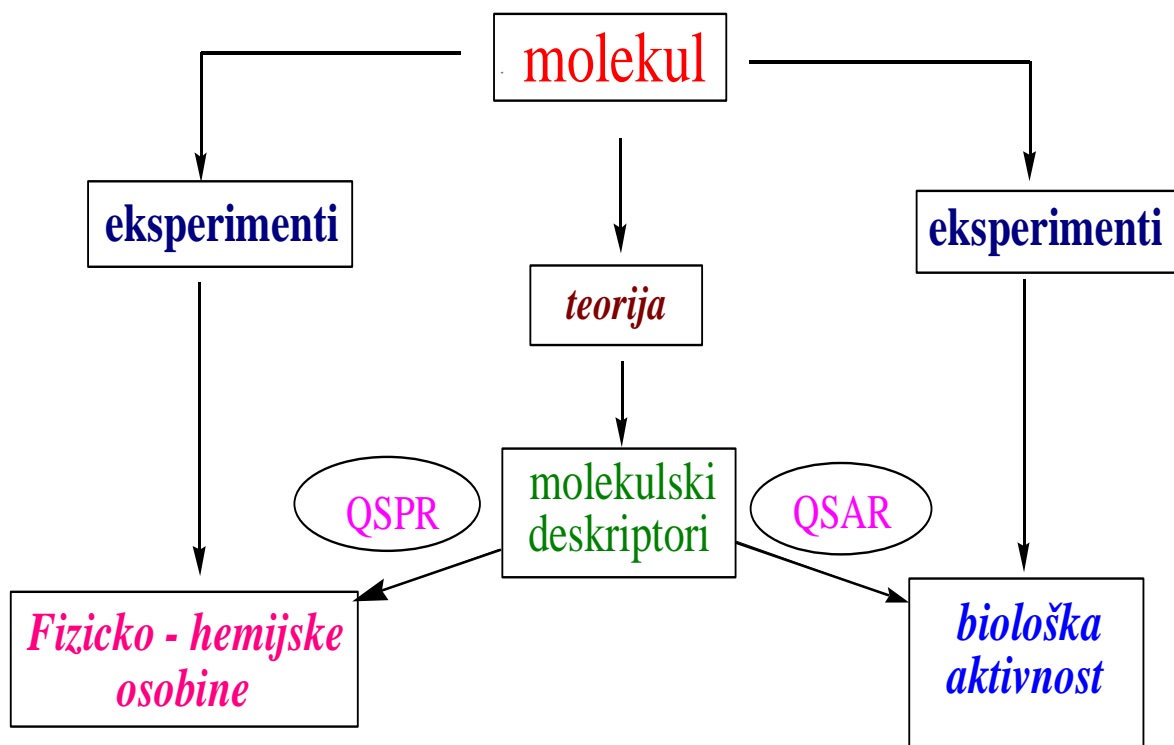 molekul
eksperimenti
eksperimenti
teorija
molekulski
deskriptori
QSPR
QSAR
Fizicko - hemijske
osobine
biološka
aktivnost